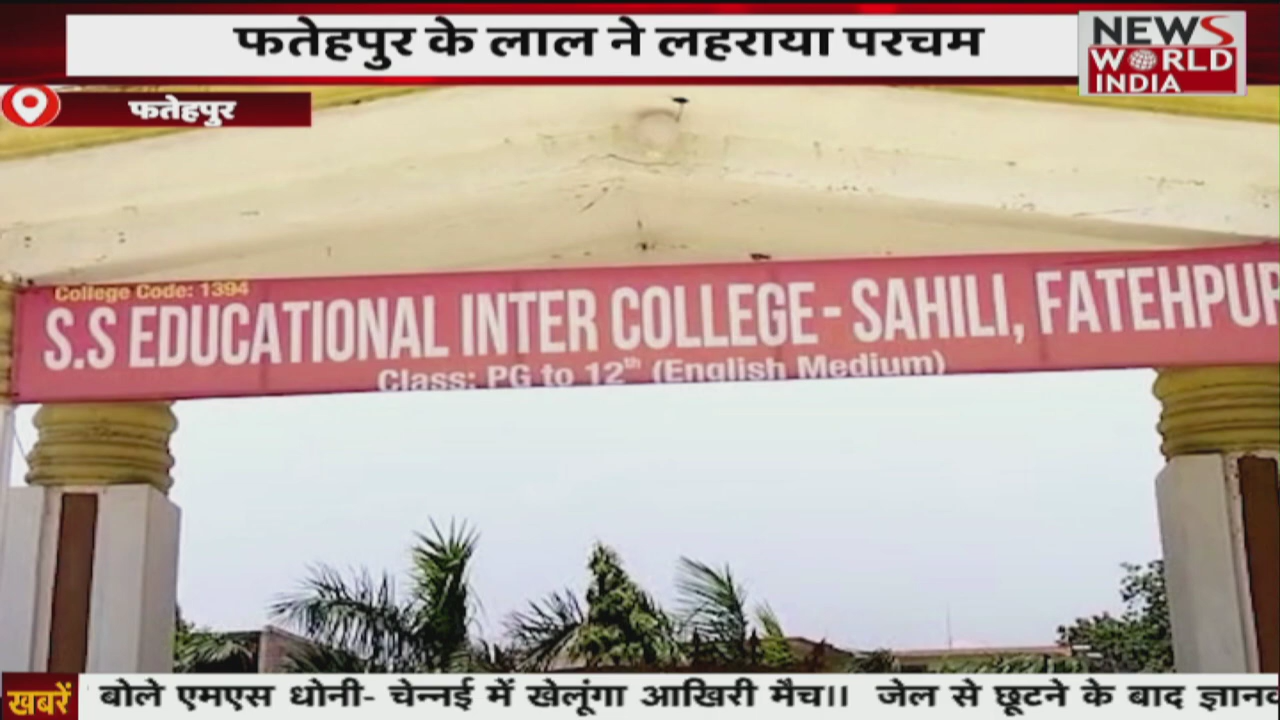 फतेहपुर के लाल ने लहराया परचम
NEWS
WORLD
INDIA
फतेहपुर
College Code: 1394
S.S EDUCATIONAL INTER COLLEGE - SAHILI, FATEHPUR
Class: PG to 12th (English Medium)
खबरें
बोले एमएस धोनी- चेन्नई में खेलूंगा आखिरी मैच।। जेल से छूटने के बाद